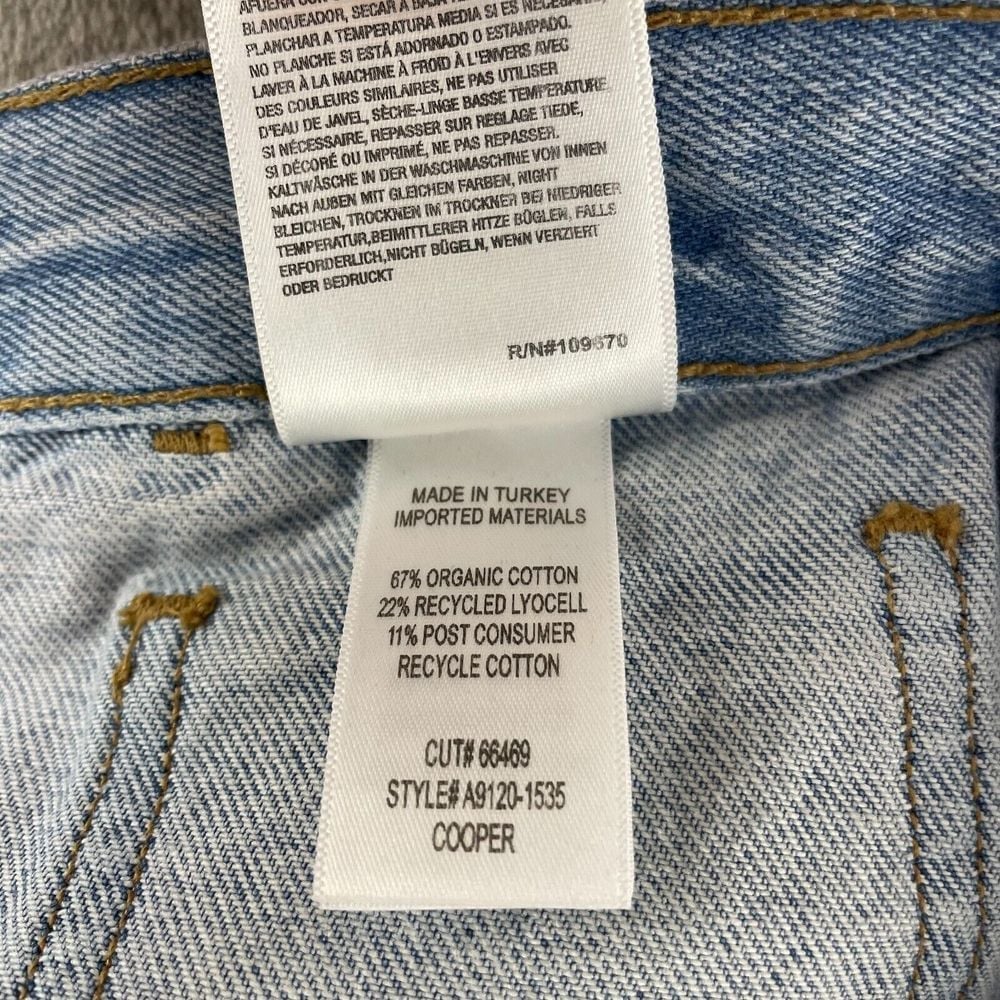 AFUERA CON
BLANQUEADOR, SECAR A BAJA
PLANCHAR A TEMPERATURA MEDIA SI ES NECESARIO,
NO PLANCHE SI ESTÁ ADORNADO O ESTAMPADO.
LAVER À LA MACHINE À FROID À L'ENVERS AVEC
DES COULEURS SIMILAIRES, NE PAS UTILISER
D'EAU DE JAVEL, SÈCHE-LINGE BASSE TEMPERATURE,
SI NÉCESSAIRE, REPASSER SUR REGLAGE TIEDE,
SI DÉCORÉ OU IMPRIMÉ, NE PAS REPASSER.
KALTWÄSCHE IN DER WASCHMASCHINE VON INNEN
NACH AUßEN MIT GLEICHEN FARBEN, NIGHT
BLEICHEN, TROCKNEN IM TROCKNER BEI NIEDRIGER
TEMPERATUR,BEIMITTLERER HITZE BÜGLEN, FALLS
ERFORDERLICH,NICHT BÜGELN, WENN VERZIERT
ODER BEDRUCKT
R/N#109670
MADE IN TURKEY
IMPORTED MATERIALS
67% ORGANIC COTTON
22% RECYCLED LYOCELL
11% POST CONSUMER
RECYCLE COTTON
CUT# 66469
STYLE# A9120-1535
COOPER